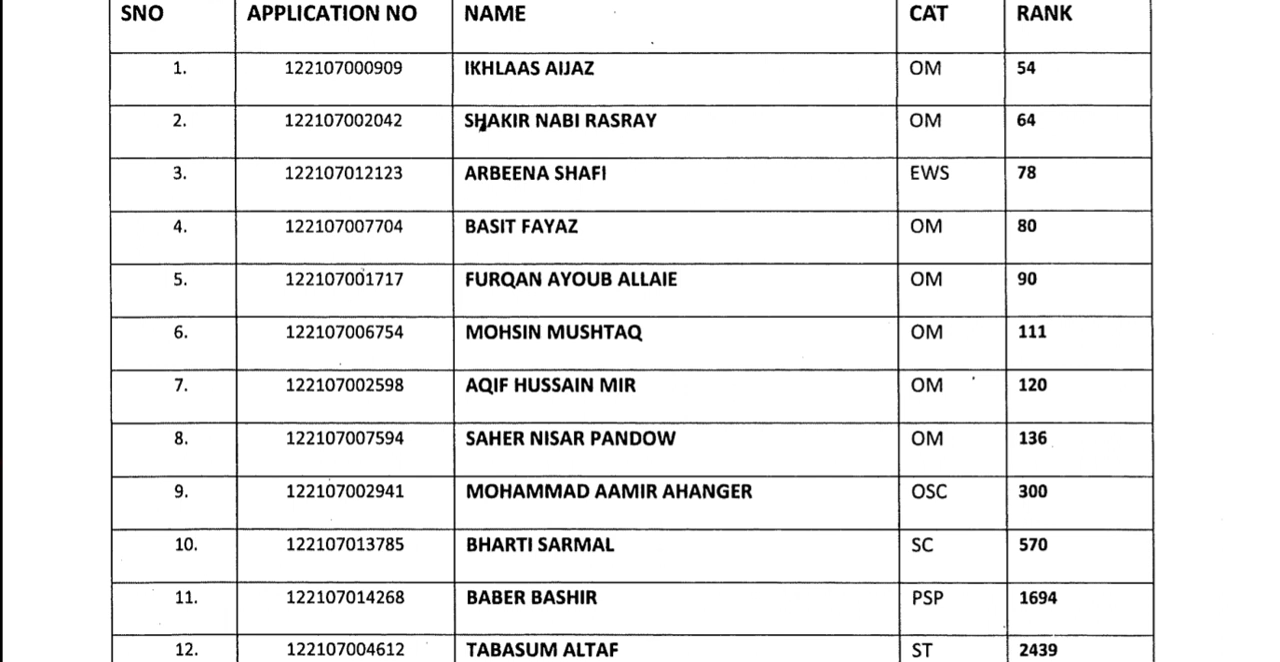 SNO APPLICATION NO NAME CAT RANK
1. 122107000909 IKHLAAS AIJAZ OM 54
2. 122107002042 SHAKIR NABI RASRAY OM 64
3. 122107012123 ARBEENA SHAFI EWS 78
4. 122107007704 BASIT FAYAZ OM 80
5. 122107001717 FURQAN AYOUB ALLAIE OM 90
6. 122107006754 MOHSIN MUSHTAQ OM 111
7. 122107002598 AQIF HUSSAIN MIR OM 120
8. 122107007594 SAHER NISAR PANDOW OM 136
9. 122107002941 MOHAMMAD AAMIR AHANGER OSC 300
10. 122107013785 BHARTI SARMAL SC 570
11. 122107014268 BABER BASHIR PSP 1694
12. 122107004612 TABASUM ALTAF ST 2439